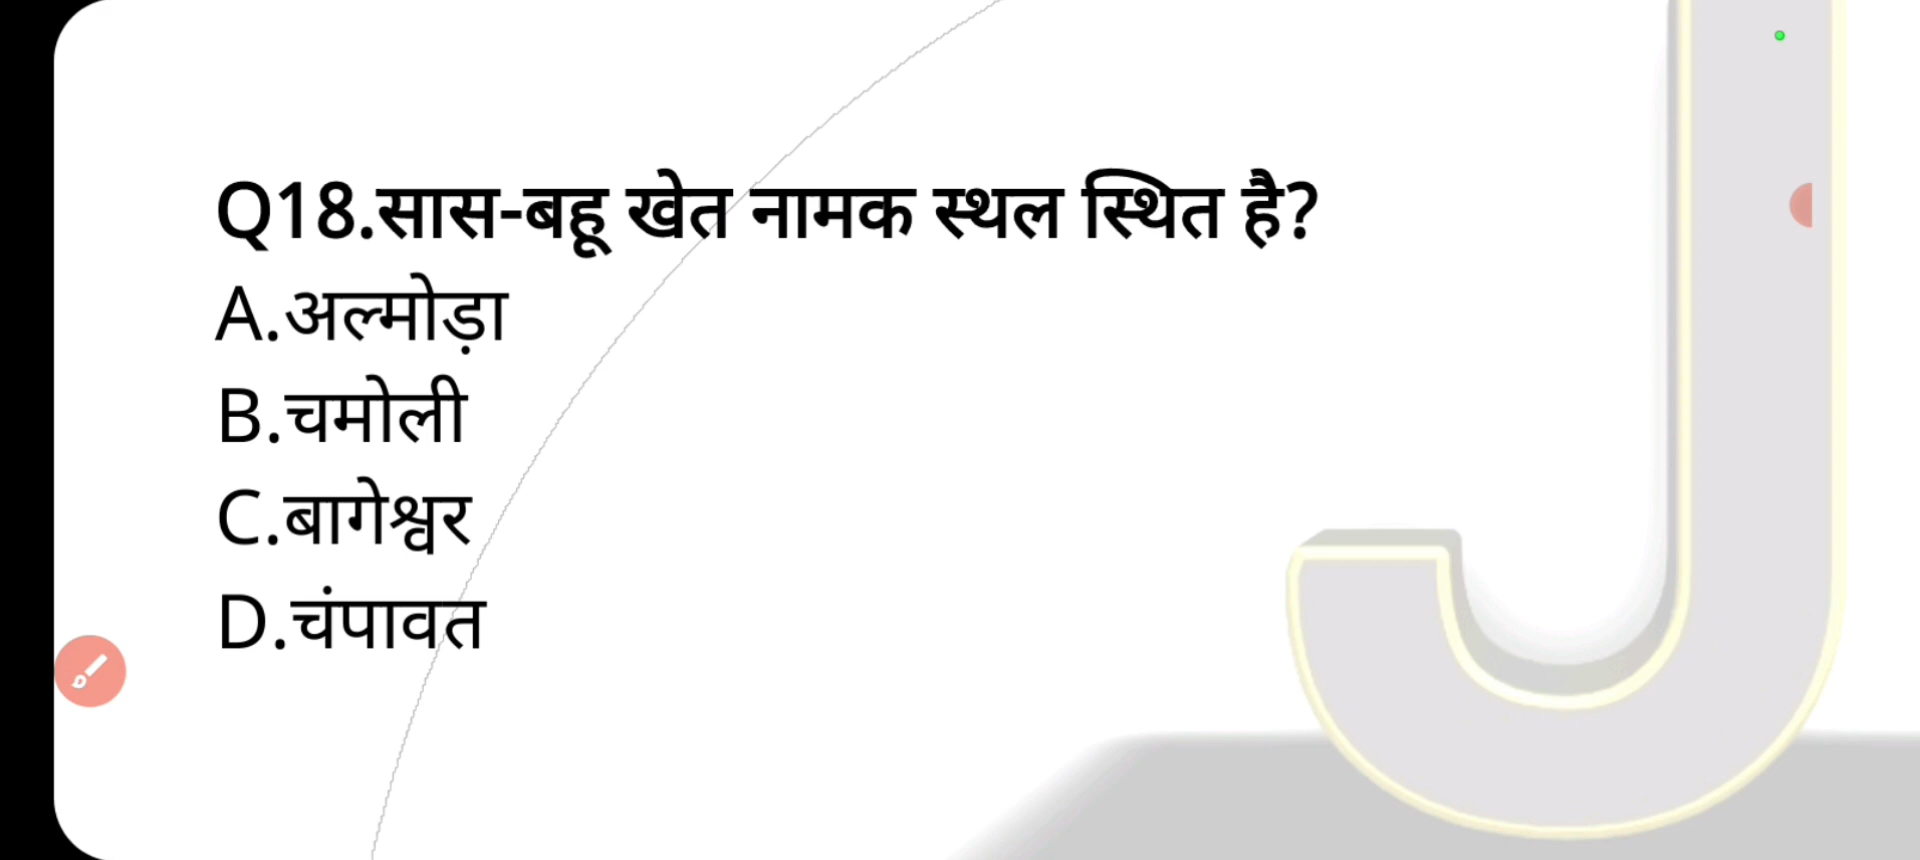 Q18.सास-बहू खेत नामक स्थल स्थित है?
A.अल्मोड़ा
B.चमोली
C.बागेश्वर
D.चंपावत